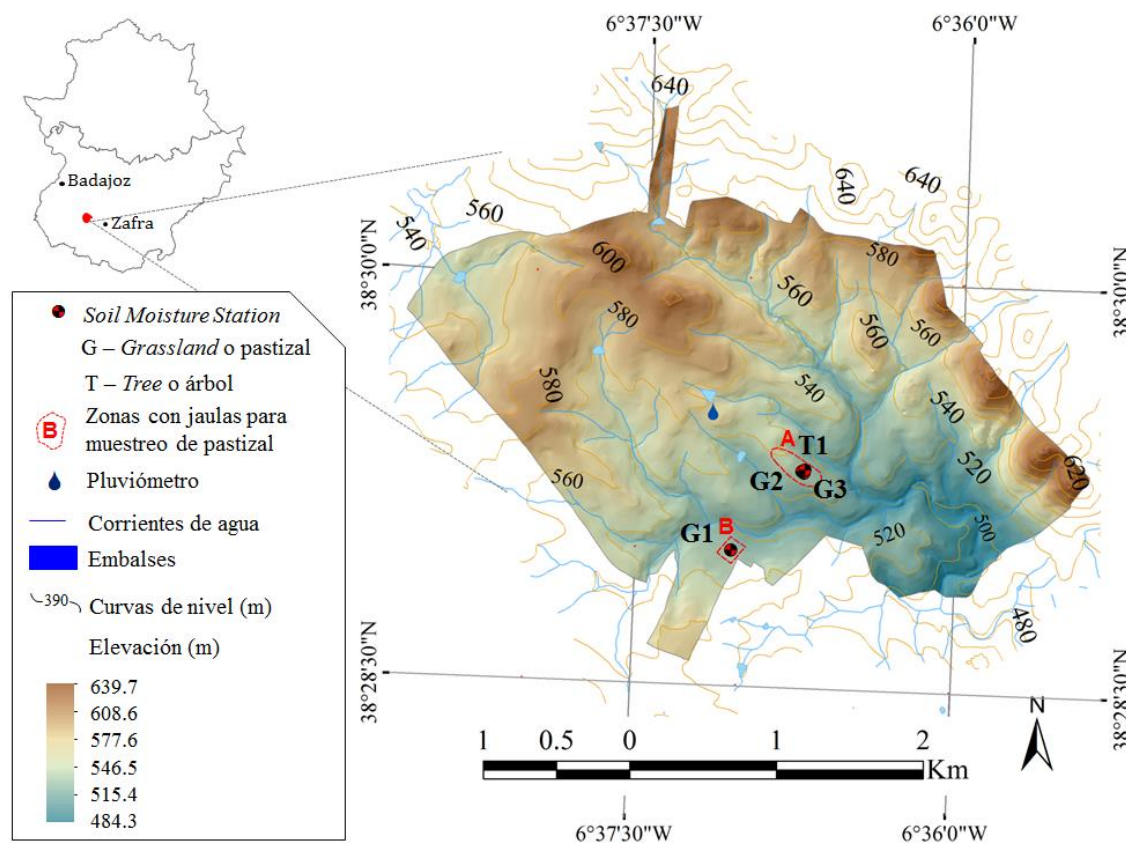 6°37'30"W
6°36'0"W
Badajoz
Zafra
Soil Moisture Station
G – Grassland o pastizal
T – Tree o árbol
B
Zonas con jaulas para
muestreo de pastizal
Pluviómetro
Corrientes de agua
Embalses
390
Curvas de nivel (m)
Elevación (m)
639.7
608.6
577.6
546.5
515.4
484.3
640
640
640
560
540
600
580
580
560
560
560
580
540
540
580
560
520
620
500
520
480
A
T1
G2
G3
G1
B
38°30'0"N
38°30'0"N
38°28'30"N
38°28'30"N
N
1
0.5
0
1
2
Km
6°37'30"W
6°36'0"W